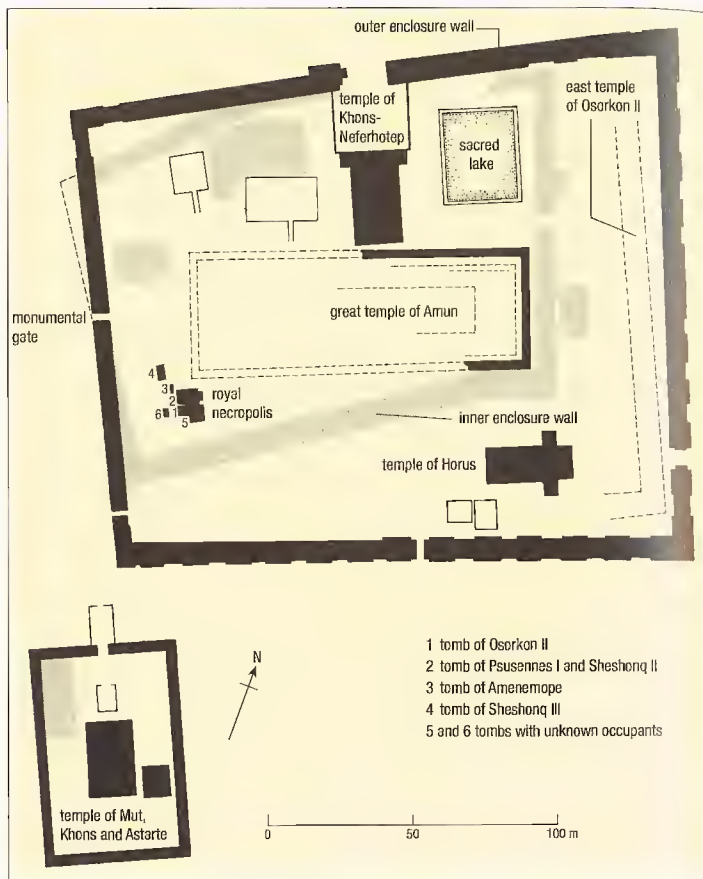 outer enclosure wall
temple of
Khons-
Neferhotep
sacred
lake
east temple
of Osorkon II
great temple of Amun
monumental
gate
4
3
2
6 1
5
royal
necropolis
inner enclosure wall
temple of Horus
N
1 tomb of Osorkon II
2 tomb of Psusennes I and Sheshonq II
3 tomb of Amenemope
4 tomb of Sheshonq III
5 and 6 tombs with unknown occupants
temple of Mut,
Khons and Astarte
0 50 100 m